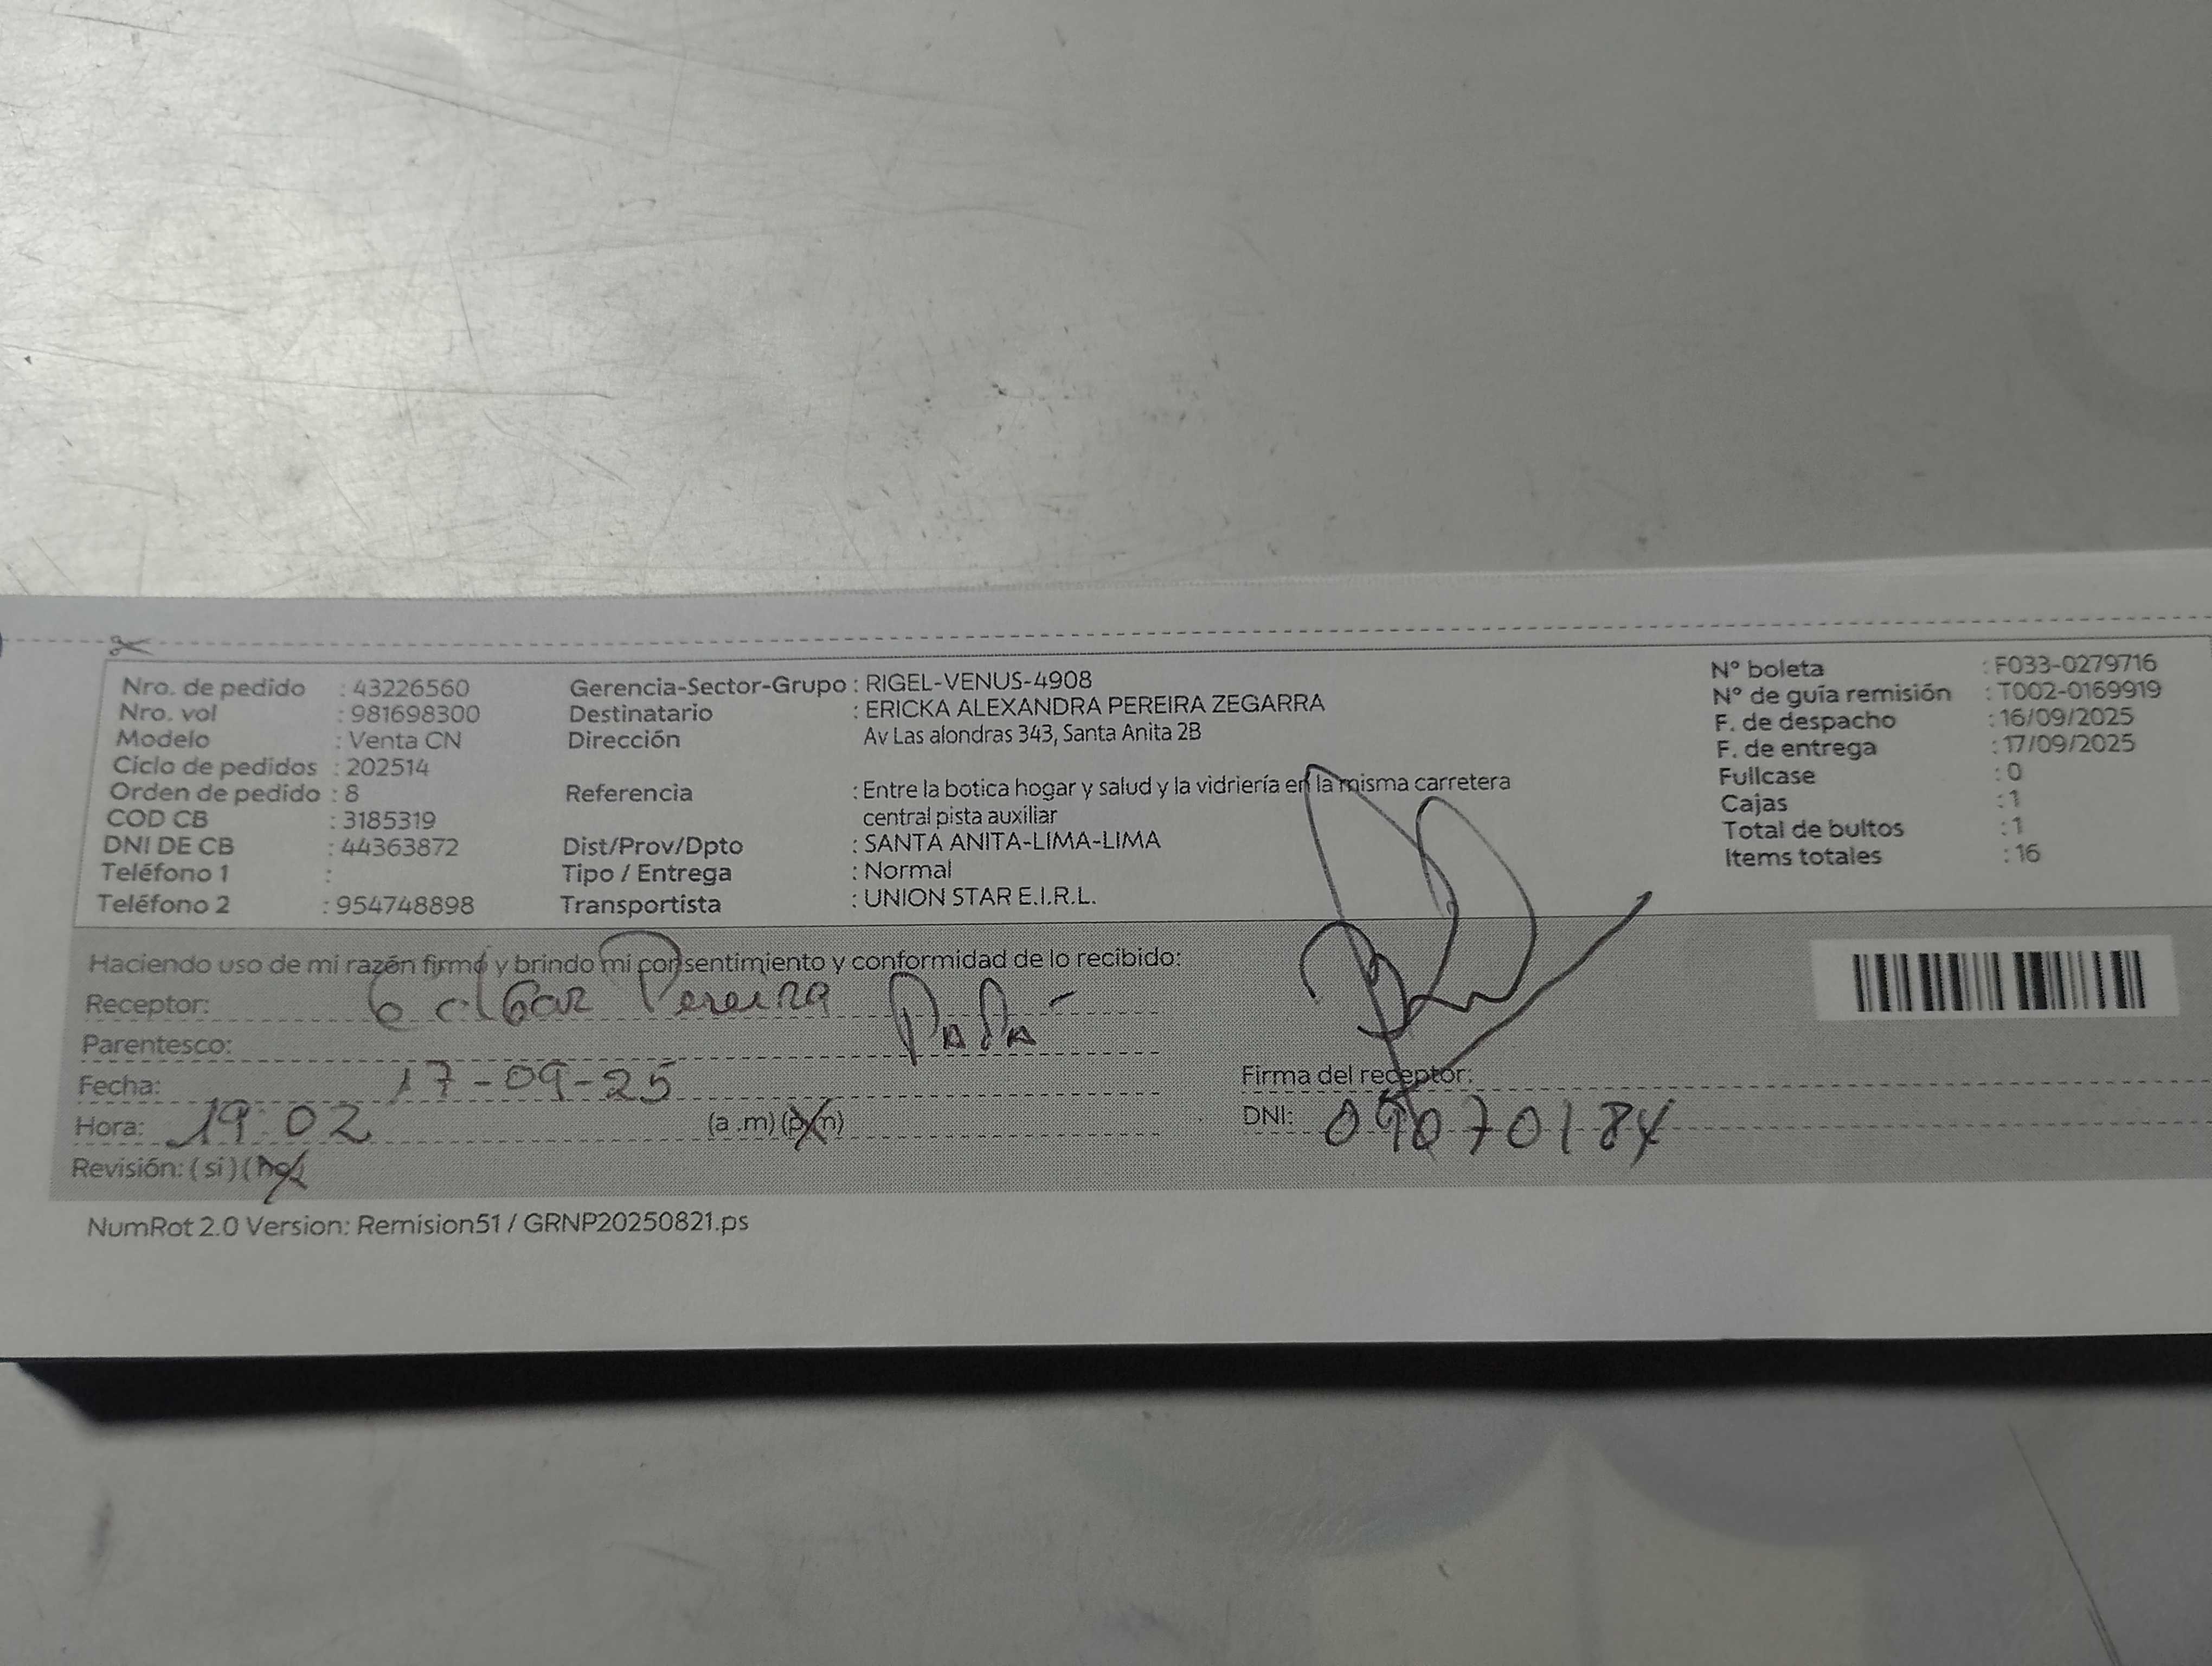 Nro. de pedido : 43226560
Nro. vol : 981698300
Modelo : Venta CN
Ciclo de pedidos : 202514
Orden de pedido : 8
COD CB : 3185319
DNI DE CB : 44363872
Teléfono 1 :
Teléfono 2 : 954748898
Gerencia-Sector-Grupo : RIGEL-VENUS-4908
Destinatario : ERICKA ALEXANDRA PEREIRA ZEGARRA
Dirección Av Las alondras 343, Santa Anita 2B
Referencia : Entre la botica hogar y salud y la vidriería en la misma carretera
central pista auxiliar
Dist/Prov/Dpto : SANTA ANITA-LIMA-LIMA
Tipo / Entrega : Normal
Transportista : UNION STAR E.I.R.L.
N° boleta : F033-0279716
N° de guía remisión : T002-0169919
F. de despacho : 16/09/2025
F. de entrega : 17/09/2025
Fullcase : 0
Cajas : 1
Total de bultos : 1
Items totales : 16
Haciendo uso de mi razón firmo y brindo mi consentimiento y conformidad de lo recibido:
Receptor: Edgar Pereira
Parentesco: PAPÁ
Fecha: 17-09-25
Hora: 19:02 (a .m) (p.m)
Revisión: (si) (no)
Firma del receptor:
DNI: 09070184
NumRot 2.0 Version: Remision51 / GRNP20250821.ps